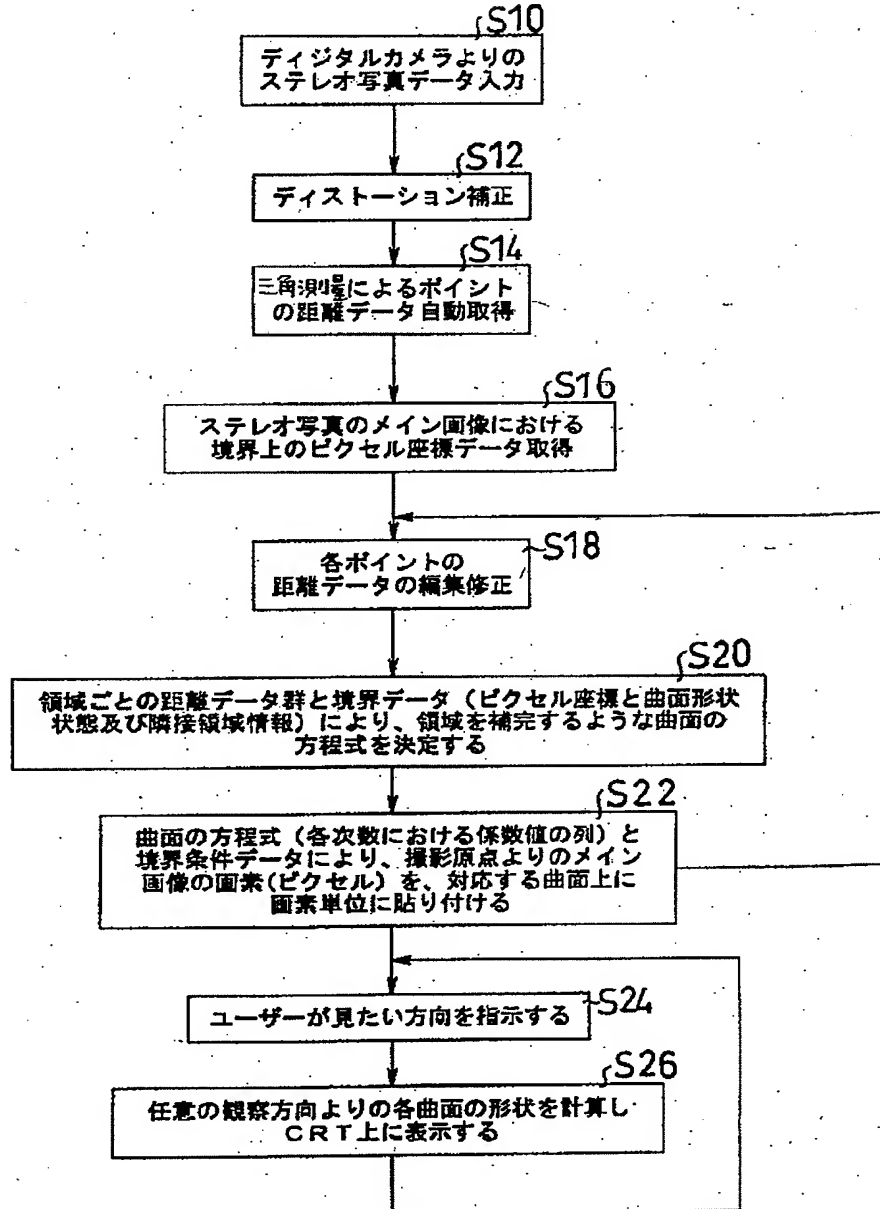 S10
ディジタルカメラよりの
ステレオ写真データ入力
S12
ディストーション補正
S14
三角測量によるポイント
の距離データ自動取得
S16
ステレオ写真のメイン画像における
境界上のピクセル座標データ取得
S18
各ポイントの
距離データの編集修正
S20
領域ごとの距離データ群と境界データ(ピクセル座標と曲面形状
状態及び隣接領域情報)により、領域を補完するような曲面の
方程式を決定する
S22
曲面の方程式(各次数における係数値の列)と
境界条件データにより、撮影原点よりのメイン
画像の画素(ピクセル)を、対応する曲面上に
画素単位に貼り付ける
S24
ユーザーが見たい方向を指示する
S26
任意の観察方向よりの各曲面の形状を計算し
CRT上に表示する